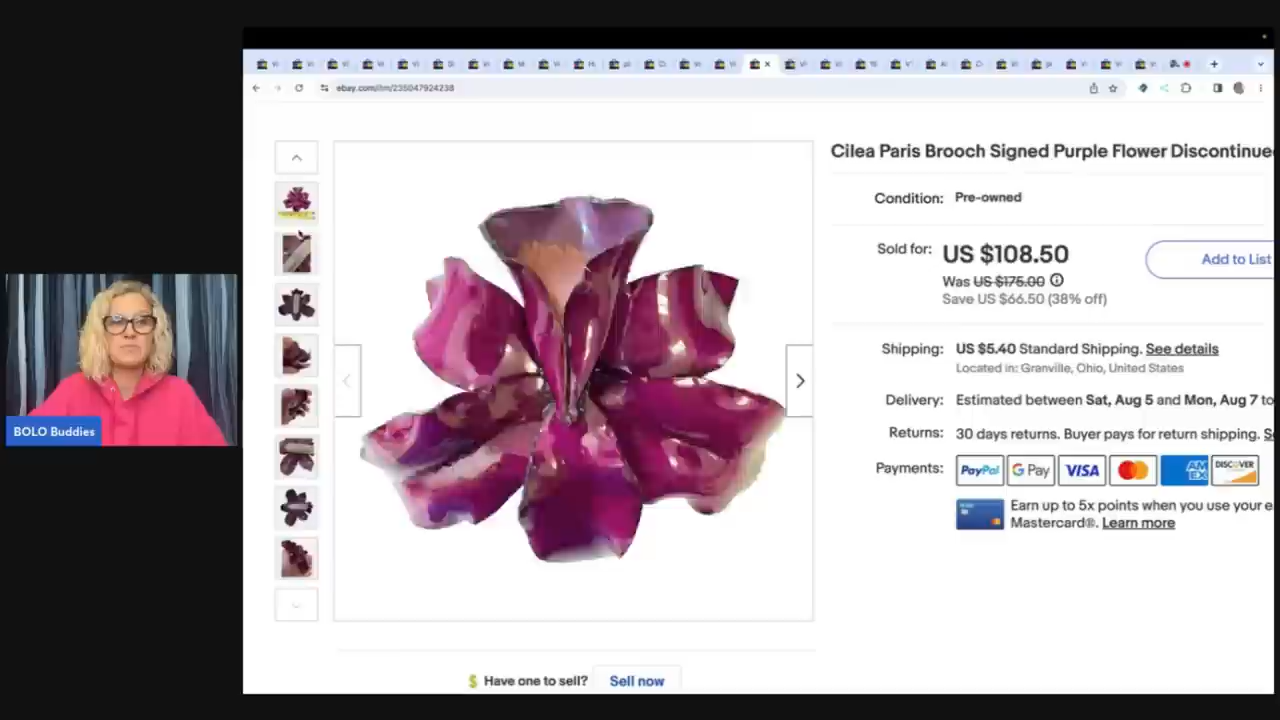 ebay.com/itm/235047924238
Cilea Paris Brooch Signed Purple Flower Discontinue
Condition: Pre-owned
Sold for: US $108.50
Add to List
Was US $175.00
Save US $66.50 (38% off)
Shipping: US $5.40 Standard Shipping. See details
Located in: Granville, Ohio, United States
Delivery: Estimated between Sat, Aug 5 and Mon, Aug 7 to
Returns: 30 days returns. Buyer pays for return shipping.
Payments: PayPal G Pay VISA AM EX DISCOVER
Earn up to 5x points when you use your e
Mastercard®. Learn more
BOLO Buddies
Have one to sell? Sell now